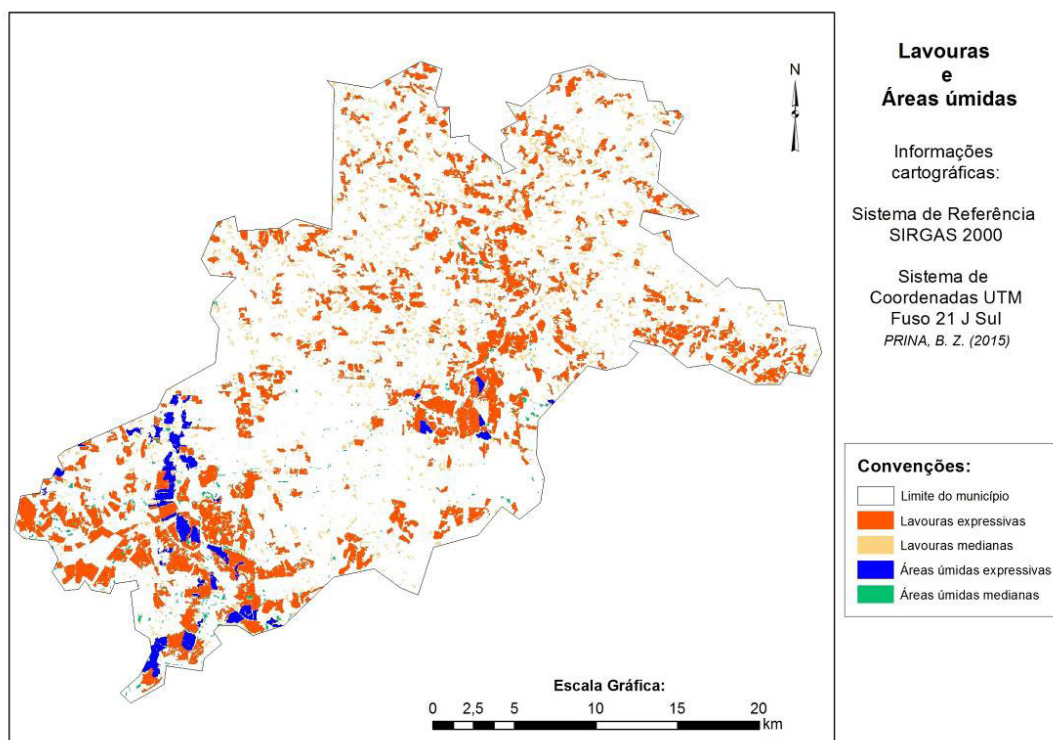 Lavouras
e
Áreas úmidas
Informações
cartográficas:
Sistema de Referência
SIRGAS 2000
Sistema de
Coordenadas UTM
Fuso 21 J Sul
PRINA, B. Z. (2015)
N
Convenções:
Limite do município
Lavouras expressivas
Lavouras medianas
Áreas úmidas expressivas
Áreas úmidas medianas
Escala Gráfica:
0 2,5 5 10 15 20
km